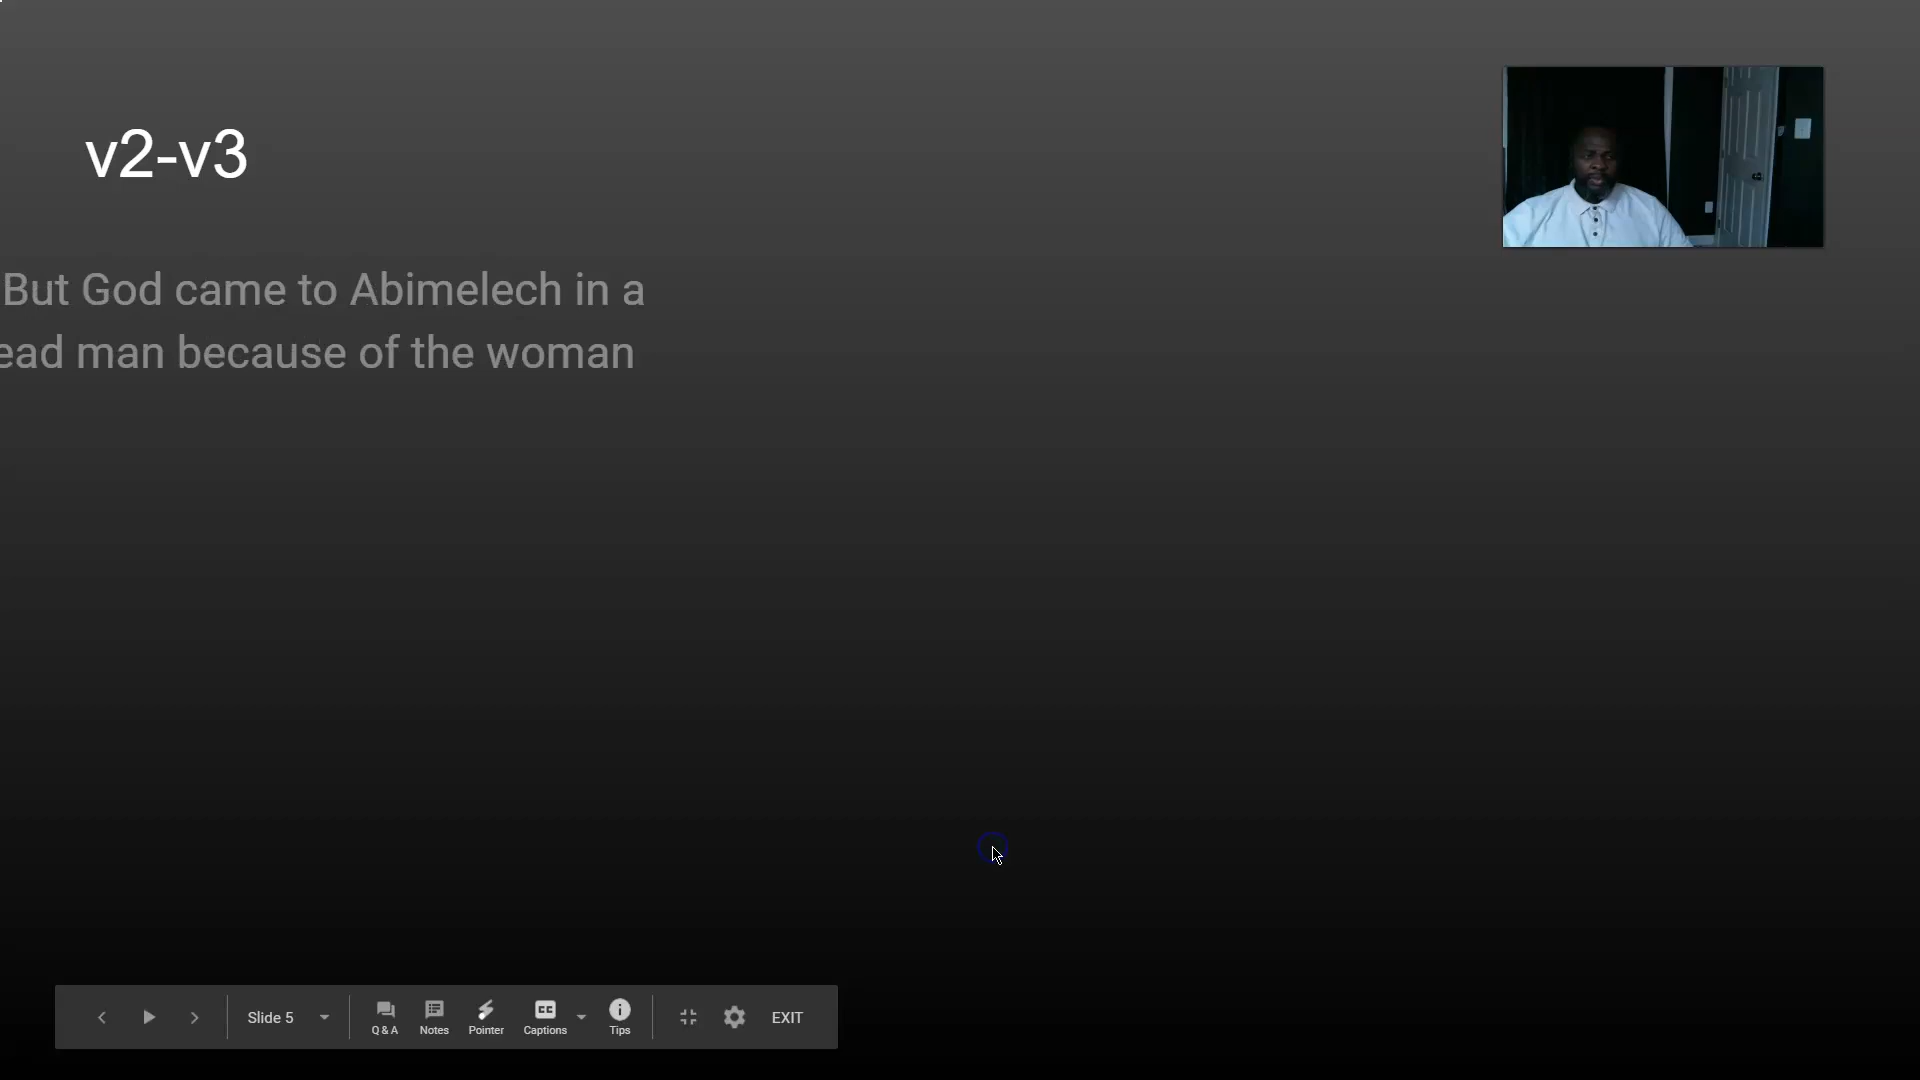 v2-v3
But God came to Abimelech in a
ead man because of the woman
Slide 5
Q & A
Notes
Pointer
CC
Captions
Tips
EXIT